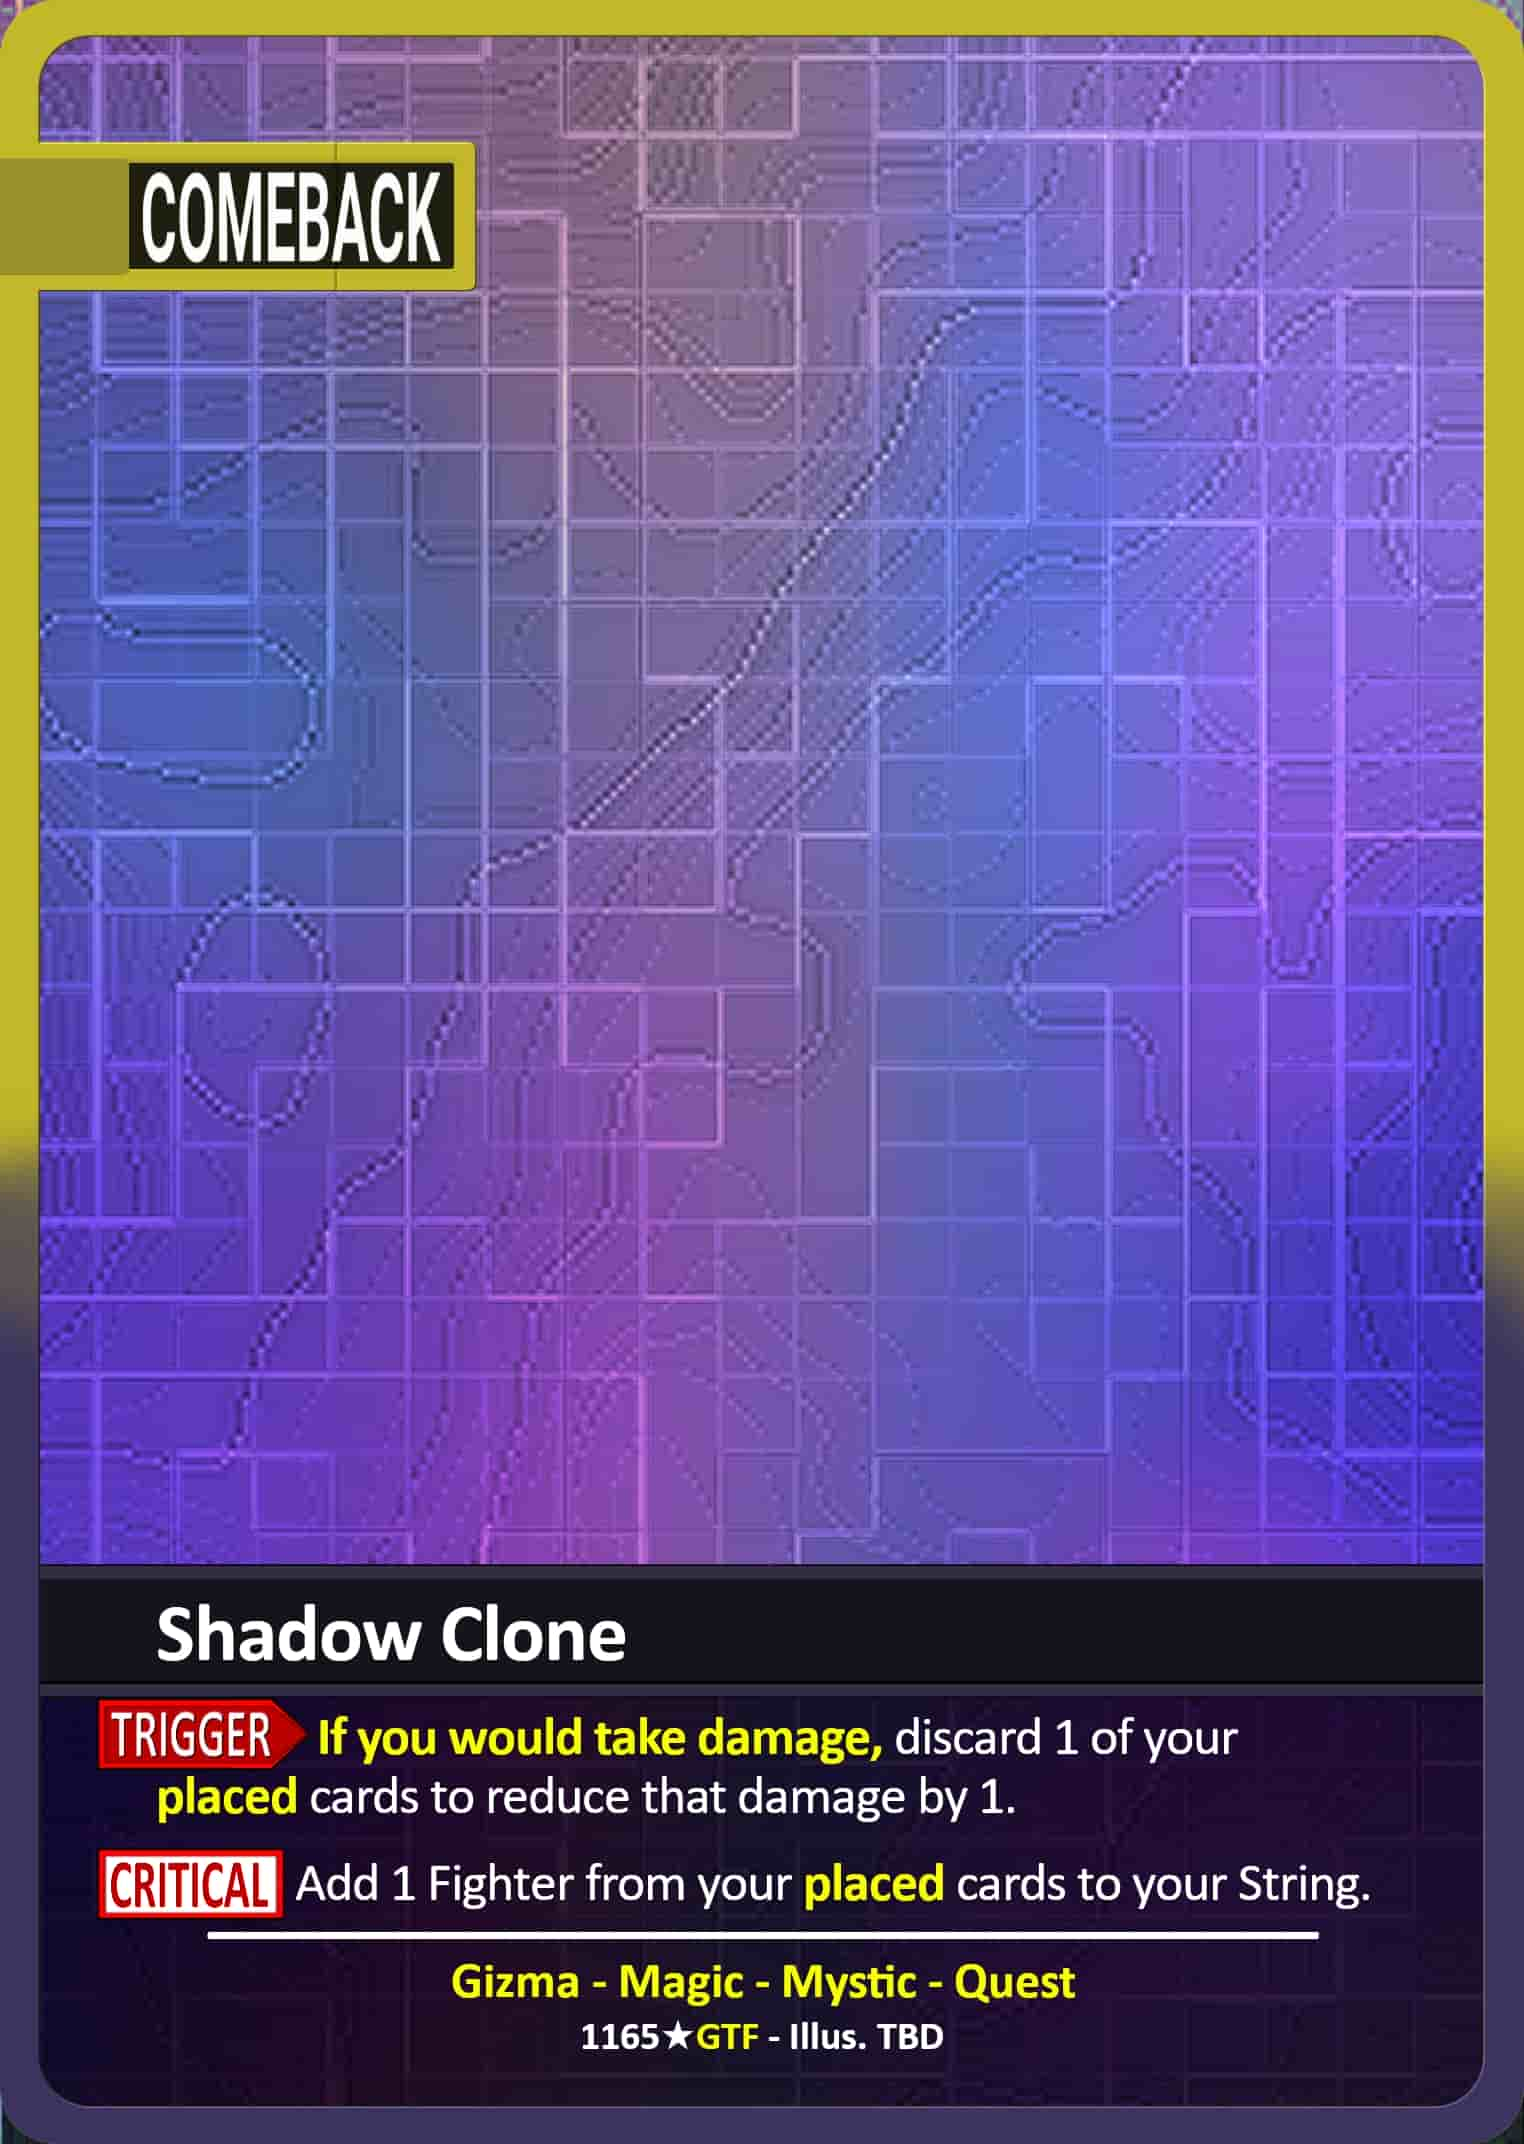 COMEBACK
Shadow Clone
TRIGGER If you would take damage, discard 1 of your
placed cards to reduce that damage by 1.
CRITICAL Add 1 Fighter from your placed cards to your String.
Gizma - Magic - Mystic - Quest
1165★GTF - Illus. TBD